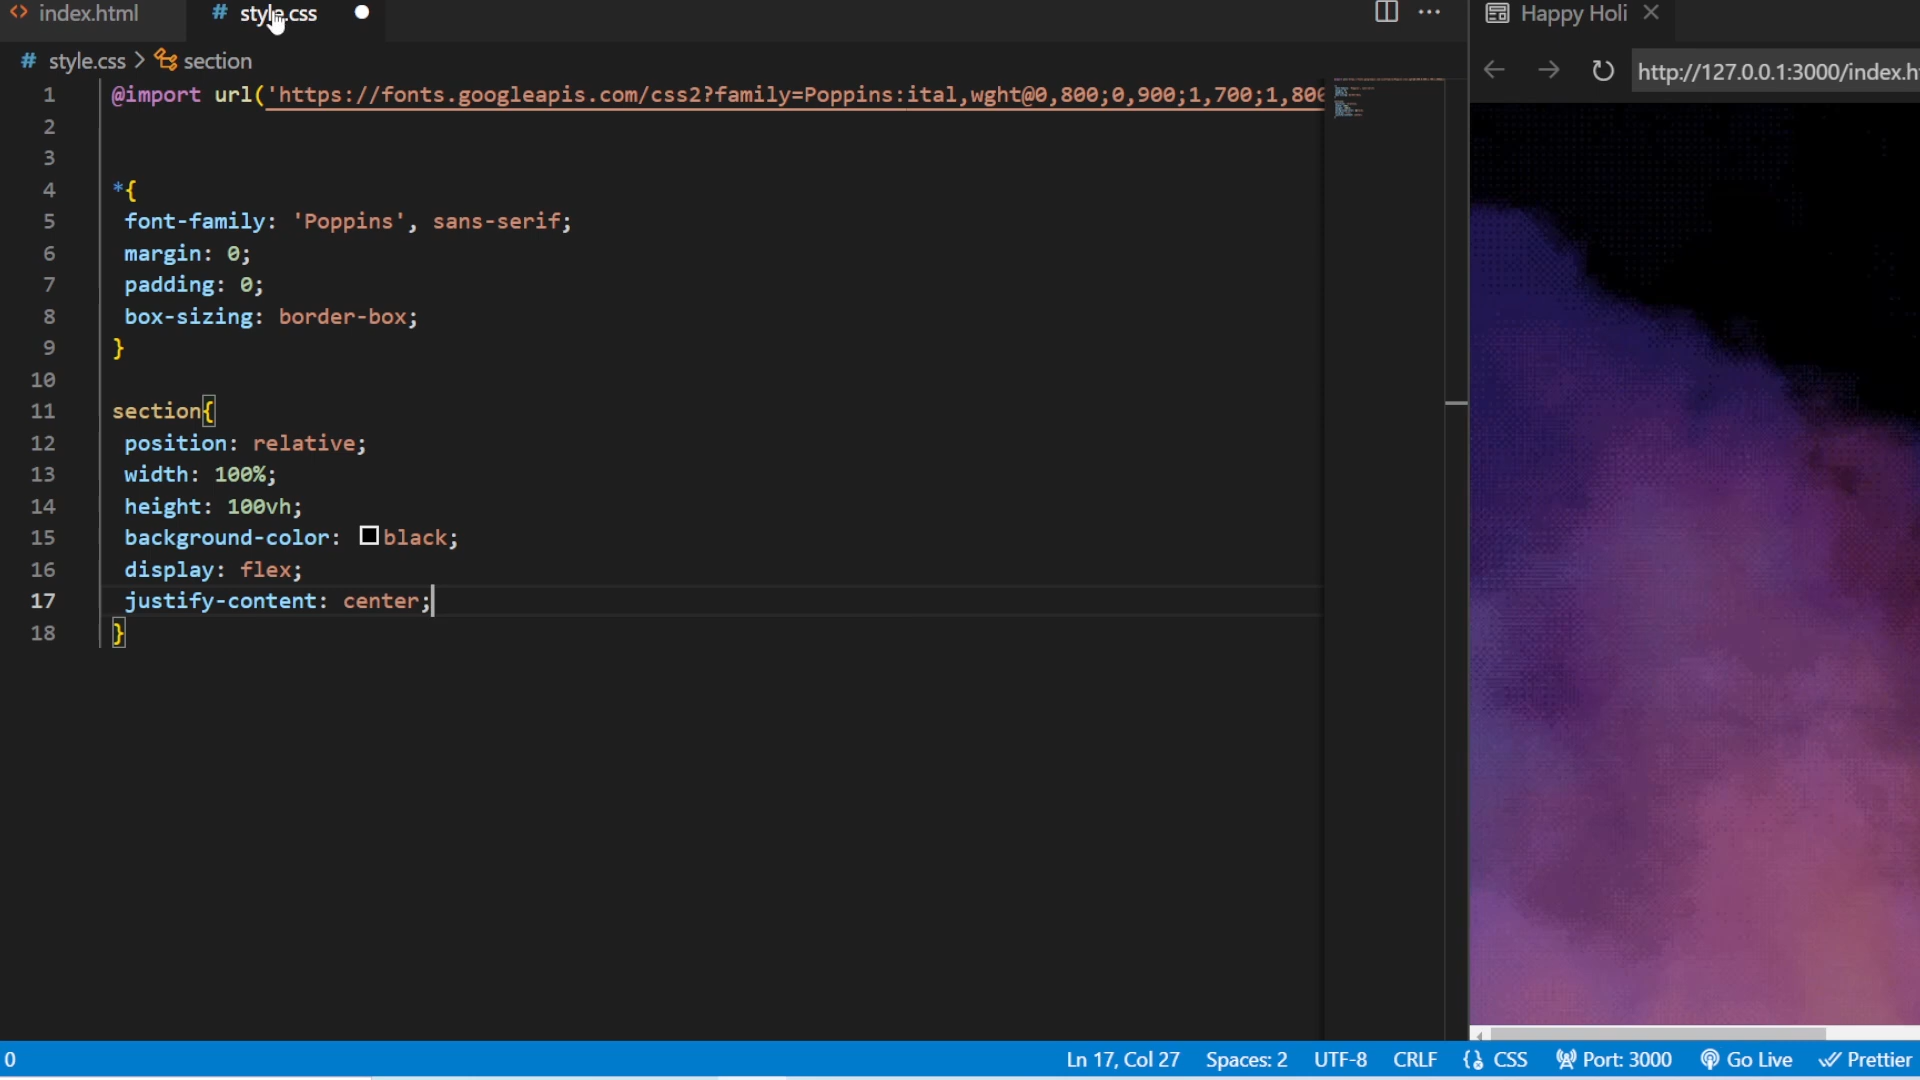 index.html
style.css
Happy Holi
style.css > section
http://127.0.0.1:3000/index.h
1 @import url('https://fonts.googleapis.com/css2?family=Poppins:ital,wght@0,800;0,900;1,700;1,800
2
3
4 *{
5 font-family: 'Poppins', sans-serif;
6 margin: 0;
7 padding: 0;
8 box-sizing: border-box;
9 }
10
11 section{
12 position: relative;
13 width: 100%;
14 height: 100vh;
15 background-color: black;
16 display: flex;
17 justify-content: center;
18 }
0 Ln 17, Col 27 Spaces: 2 UTF-8 CRLF CSS Port: 3000 Go Live Prettier